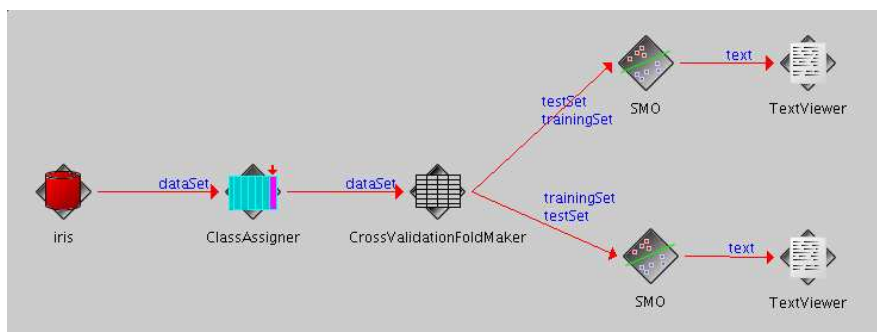 text
testSet
trainingSet
SMO
TextViewer
dataSet
dataSet
iris
ClassAssigner
CrossValidationFoldMaker
trainingSet
testSet
text
SMO
TextViewer